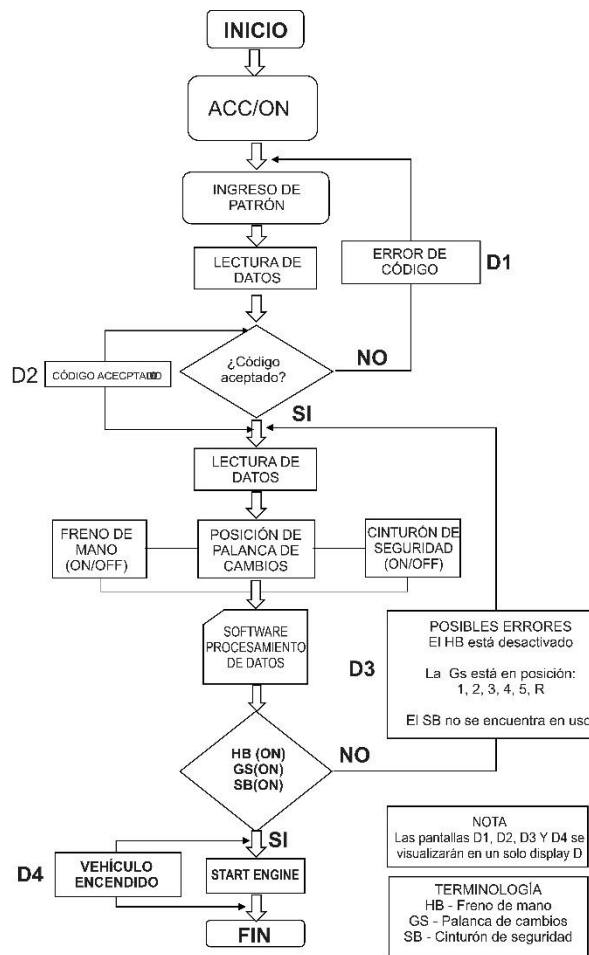 INICIO
ACC/ON
INGRESO DE
PATRÓN
LECTURA DE
DATOS
ERROR DE
CÓDIGO
D1
¿Código
aceptado?
NO
D2
CÓDIGO
SI
LECTURA DE
DATOS
FRENO DE
MANO
(ON/OFF)
POSICIÓN DE
PALANCA DE
CAMBIOS
CINTURÓN DE
SEGURIDAD
(ON/OFF)
SOFTWARE
PROCESAMIENTO
DE DATOS
D3
POSIBLES ERRORES
El HB está desactivado
La Gs está en posición:
1, 2, 3, 4, 5, R
El SB no se encuentra en uso
HB (ON)
GS(ON)
SB(ON)
NO
SI
D4
VEHÍCULO
ENCENDIDO
START ENGINE
FIN
NOTA
Las pantallas D1, D2, D3 Y D4 se
visualizarán en un solo display D
TERMINOLOGÍA
HB - Freno de mano
GS - Palanca de cambios
SB - Cinturón de seguridad